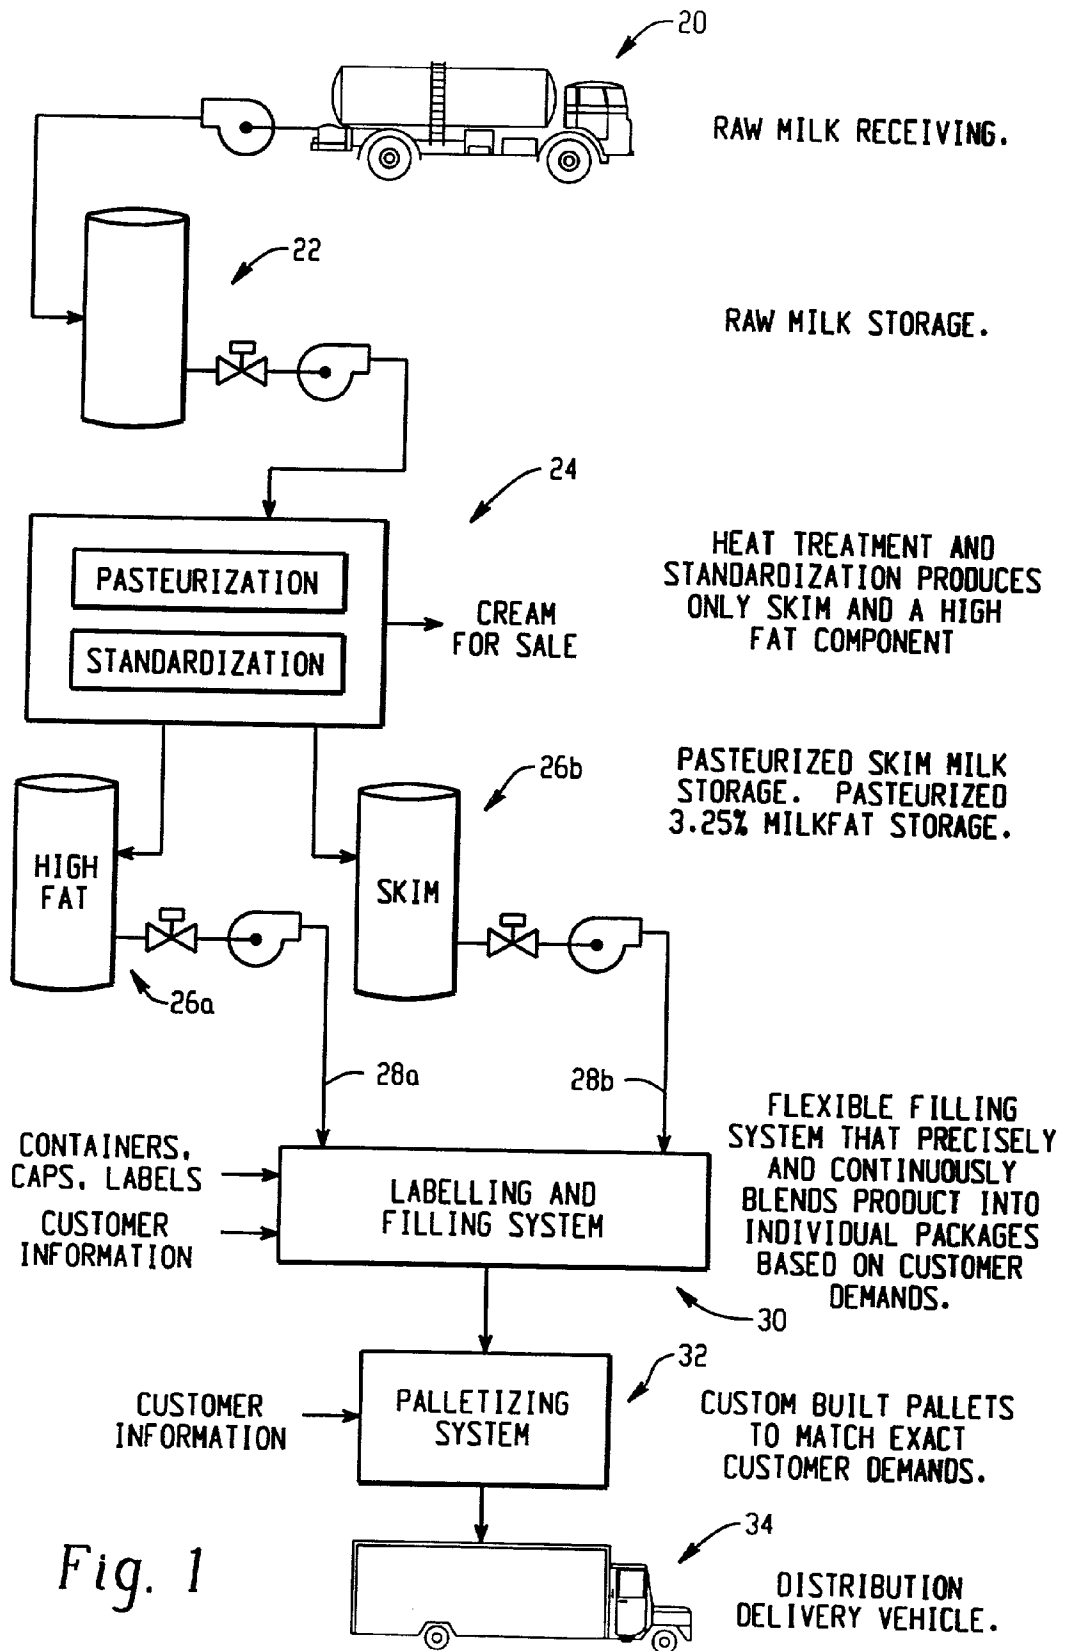 20
RAW MILK RECEIVING.
22
RAW MILK STORAGE.
24
PASTEURIZATION
STANDARDIZATION
CREAM
FOR SALE
HEAT TREATMENT AND
STANDARDIZATION PRODUCES
ONLY SKIM AND A HIGH
FAT COMPONENT
26b
PASTEURIZED SKIM MILK
STORAGE. PASTEURIZED
3.25% MILKFAT STORAGE.
HIGH
FAT
SKIM
26a
28a
28b
CONTAINERS,
CAPS, LABELS
CUSTOMER
INFORMATION
LABELLING AND
FILLING SYSTEM
FLEXIBLE FILLING
SYSTEM THAT PRECISELY
AND CONTINUOUSLY
BLENDS PRODUCT INTO
INDIVIDUAL PACKAGES
BASED ON CUSTOMER
DEMANDS.
30
32
CUSTOMER
INFORMATION
PALLETIZING
SYSTEM
CUSTOM BUILT PALLETS
TO MATCH EXACT
CUSTOMER DEMANDS.
34
Fig. 1
DISTRIBUTION
DELIVERY VEHICLE.